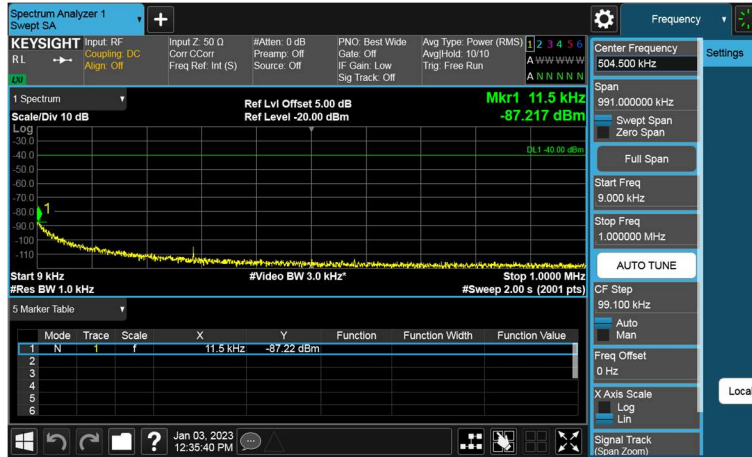 Spectrum Analyzer 1
Swept SA
+
Frequency
KEYSIGHT
RL
LXI
Input: RF
Coupling: DC
Align: Off
Input Z: 50 Ω
Corr CCorr
Freq Ref: Int (S)
#Atten: 0 dB
Preamp: Off
Source: Off
PNO: Best Wide
Gate: Off
IF Gain: Low
Sig Track: Off
Avg Type: Power (RMS)
Avg|Hold: 10/10
Trig: Free Run
1 2 3 4 5 6
A W W W W W
A N N N N N
1 Spectrum
Scale/Div 10 dB
Ref Lvl Offset 5.00 dB
Ref Level -20.00 dBm
Mkr1 11.5 kHz
-87.217 dBm
Log
-30.0
-40.0
-50.0
-60.0
-70.0
-80.0
-90.0
-100
-110
DL1 -40.00 dBm
1
Start 9 kHz
#Res BW 1.0 kHz
#Video BW 3.0 kHz*
Stop 1.0000 MHz
#Sweep 2.00 s (2001 pts)
5 Marker Table
Mode Trace Scale X Y Function Function Width Function Value
1 N 1 f 11.5 kHz -87.22 dBm
2
3
4
5
6
Jan 03, 2023
12:35:40 PM
Center Frequency
504.500 kHz
Settings
Span
991.000000 kHz
Swept Span
Zero Span
Full Span
Start Freq
9.000 kHz
Stop Freq
1.000000 MHz
AUTO TUNE
CF Step
99.100 kHz
Auto
Man
Freq Offset
0 Hz
X Axis Scale
Log
Lin
Local
Signal Track
(Span Zoom)